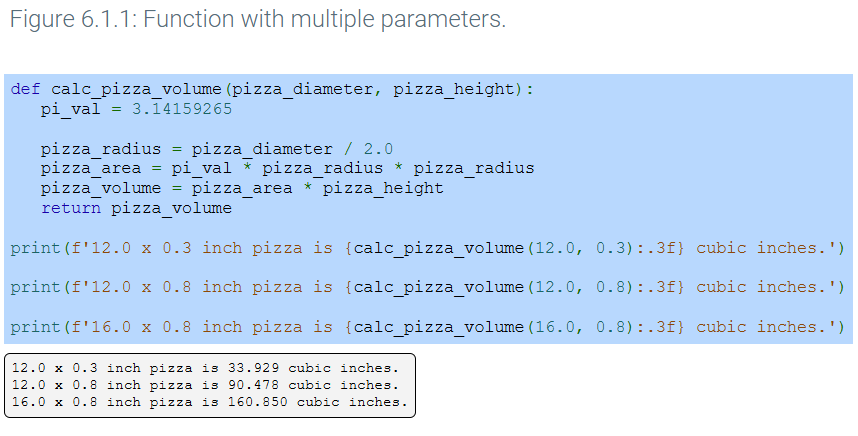 Figure 6.1.1: Function with multiple parameters.
def calc_pizza_volume(pizza_diameter, pizza_height):
   pi_val = 3.14159265
   pizza_radius = pizza_diameter / 2.0
   pizza_area = pi_val * pizza_radius * pizza_radius
   pizza_volume = pizza_area * pizza_height
   return pizza_volume
print(f'12.0 x 0.3 inch pizza is {calc_pizza_volume(12.0, 0.3):.3f} cubic inches.')
print(f'12.0 x 0.8 inch pizza is {calc_pizza_volume(12.0, 0.8):.3f} cubic inches.')
print(f'16.0 x 0.8 inch pizza is {calc_pizza_volume(16.0, 0.8):.3f} cubic inches.')
12.0 x 0.3 inch pizza is 33.929 cubic inches.
12.0 x 0.8 inch pizza is 90.478 cubic inches.
16.0 x 0.8 inch pizza is 160.850 cubic inches.